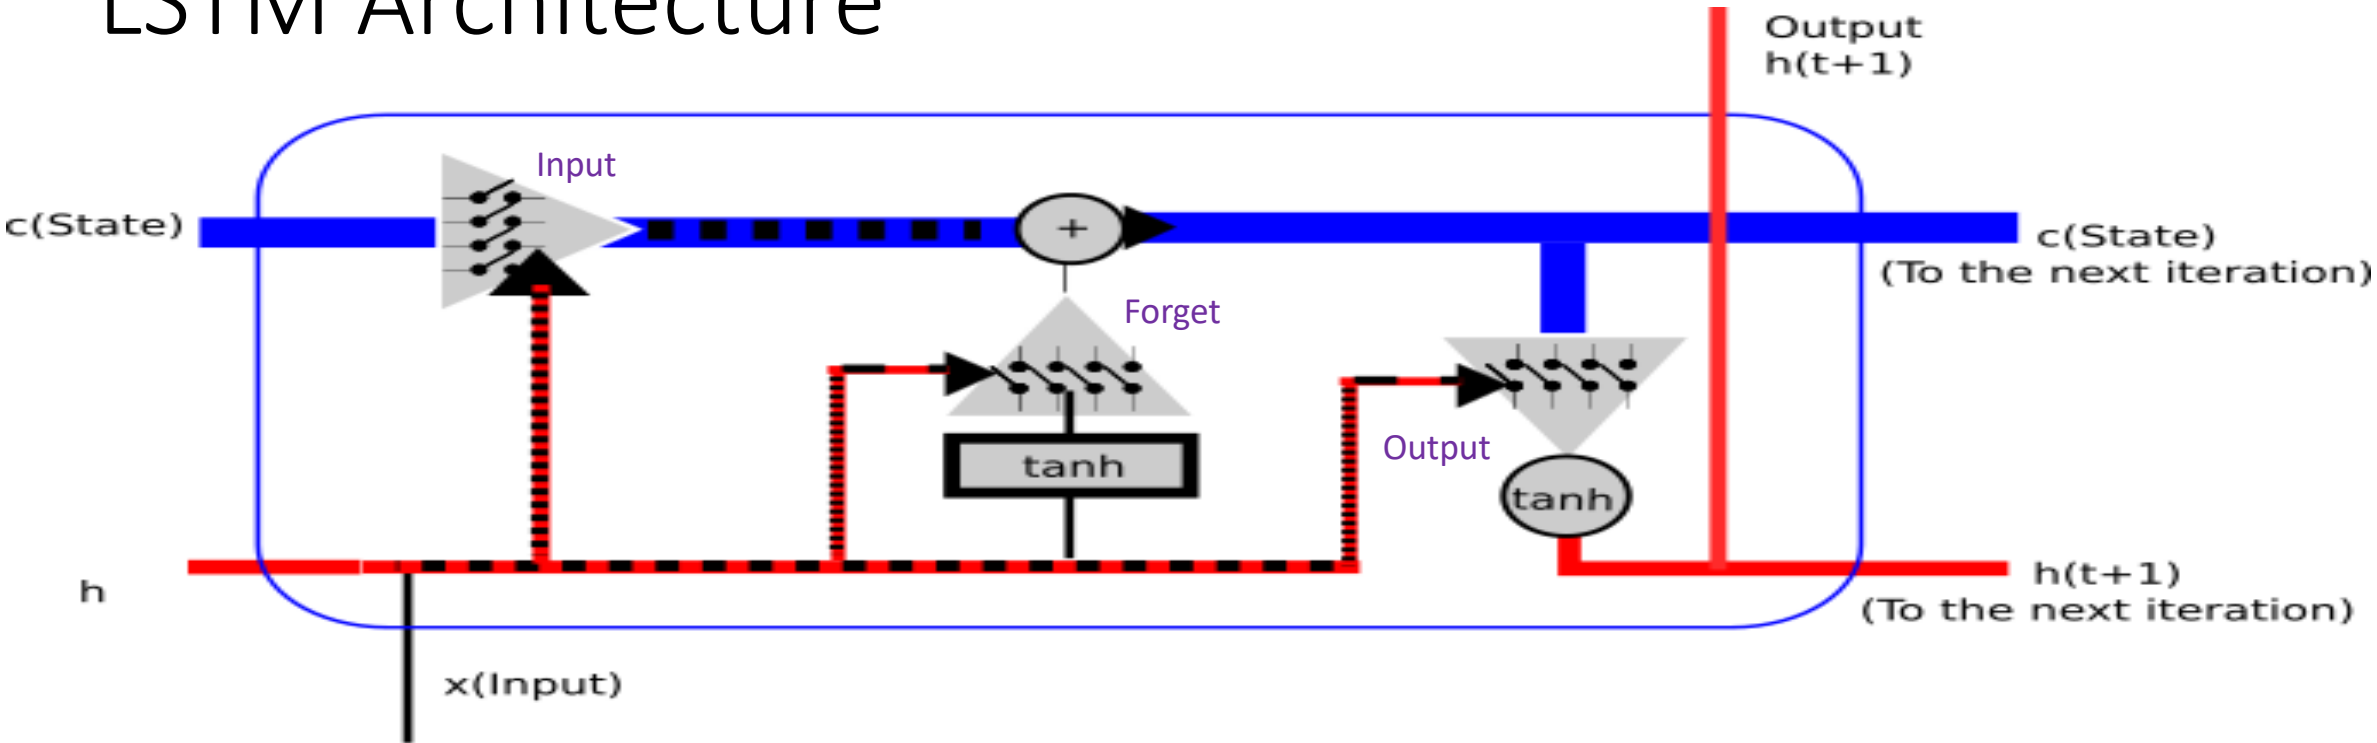 LSTM Architecture
Output
h(t+1)
Input
c(State)
+
c(State)
(To the next iteration)
Forget
Output
tanh
tanh
h
h(t+1)
(To the next iteration)
x(Input)